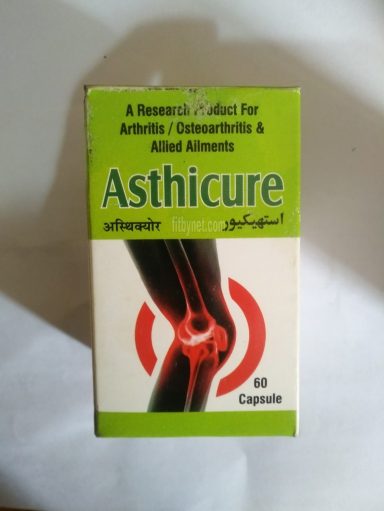 A Research Product For
Arthritis / Osteoarthritis &
Allied Ailments
Asthicure
अस्थिक्योर
استھیکیور
fitbynet.com
60
Capsule